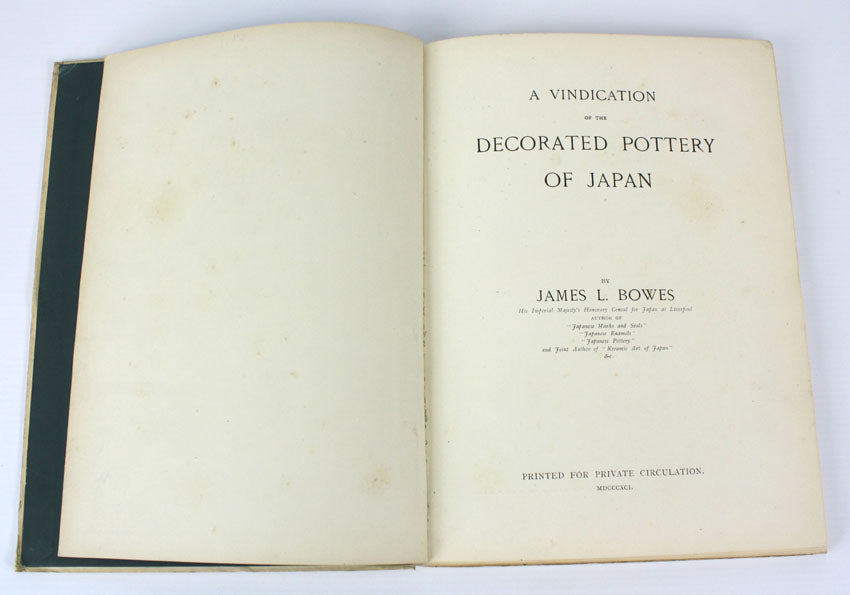 A VINDICATION
OF THE
DECORATED POTTERY
OF JAPAN
BY
JAMES L. BOWES
His Imperial Majesty's Honorary Consul for Japan at Liverpool
AUTHOR OF
"Japanese Marks and Seals"
"Japanese Enamels"
"Japanese Pottery"
and Joint Author of "Keramic Art of Japan"
&c.
PRINTED FOR PRIVATE CIRCULATION.
MDCCCXCI.